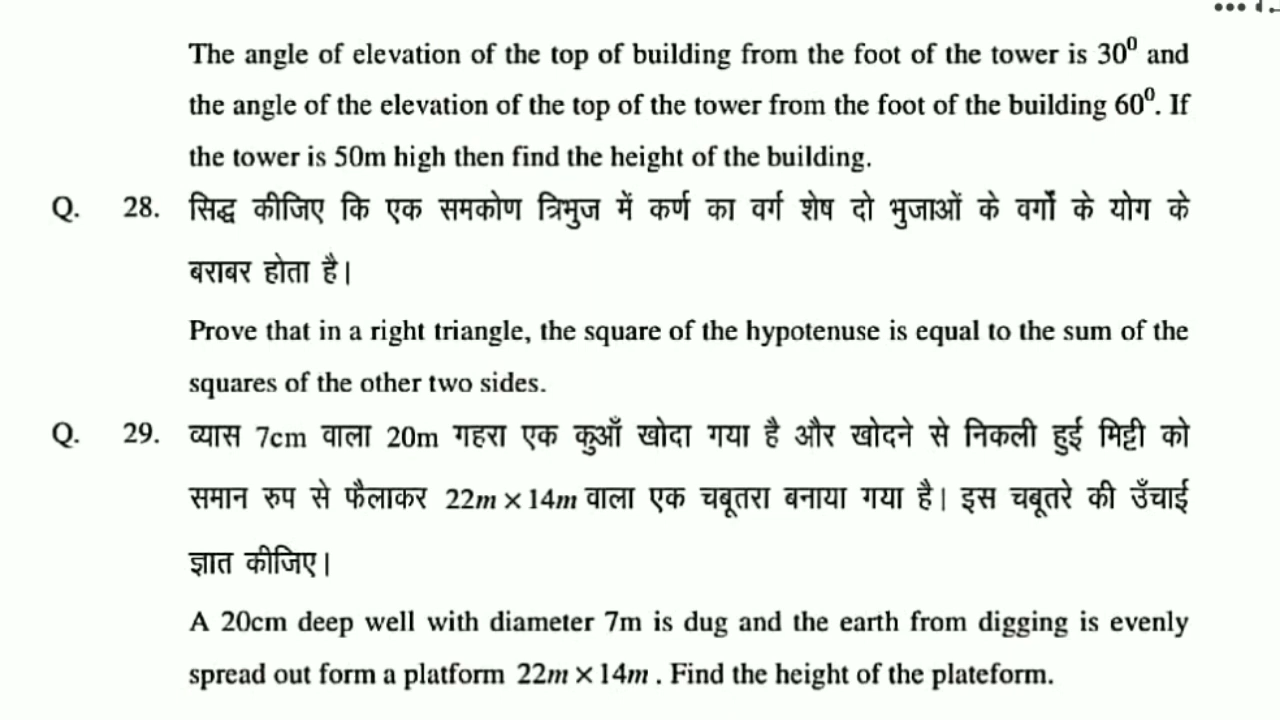 The angle of elevation of the top of building from the foot of the tower is 30⁰ and
the angle of the elevation of the top of the tower from the foot of the building 60⁰. If
the tower is 50m high then find the height of the building.
Q. 28. सिद्ध कीजिए कि एक समकोण त्रिभुज में कर्ण का वर्ग शेष दो भुजाओं के वर्गों के योग के
बराबर होता है।
Prove that in a right triangle, the square of the hypotenuse is equal to the sum of the
squares of the other two sides.
Q. 29. व्यास 7cm वाला 20m गहरा एक कुआँ खोदा गया है और खोदने से निकली हुई मिट्टी को
समान रुप से फैलाकर 22m × 14m वाला एक चबूतरा बनाया गया है। इस चबूतरे की उँचाई
ज्ञात कीजिए।
A 20cm deep well with diameter 7m is dug and the earth from digging is evenly
spread out form a platform 22m × 14m . Find the height of the plateform.